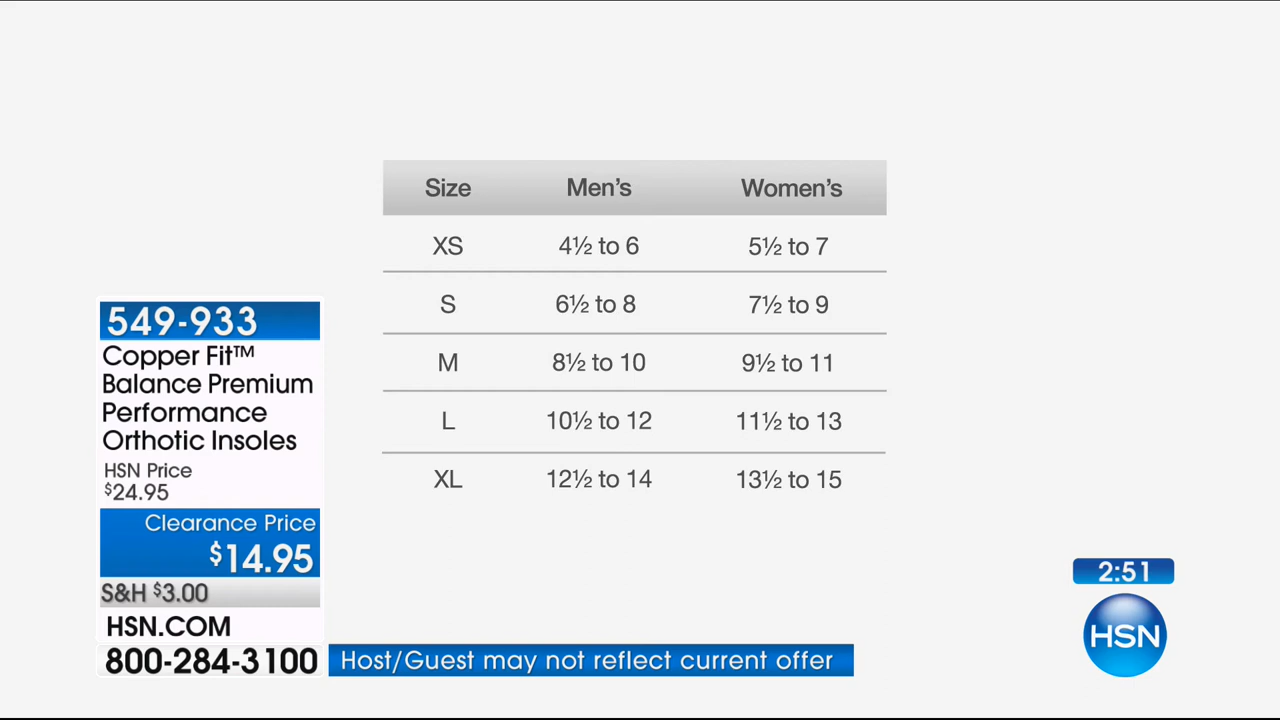 Size Men's Women's
XS 4½ to 6 5½ to 7
S 6½ to 8 7½ to 9
M 8½ to 10 9½ to 11
L 10½ to 12 11½ to 13
XL 12½ to 14 13½ to 15
549-933
Copper Fit™
Balance Premium
Performance
Orthotic Insoles
HSN Price
$24.95
Clearance Price
$14.95
S&H $3.00
HSN.COM
800-284-3100
Host/Guest may not reflect current offer
2:51
HSN